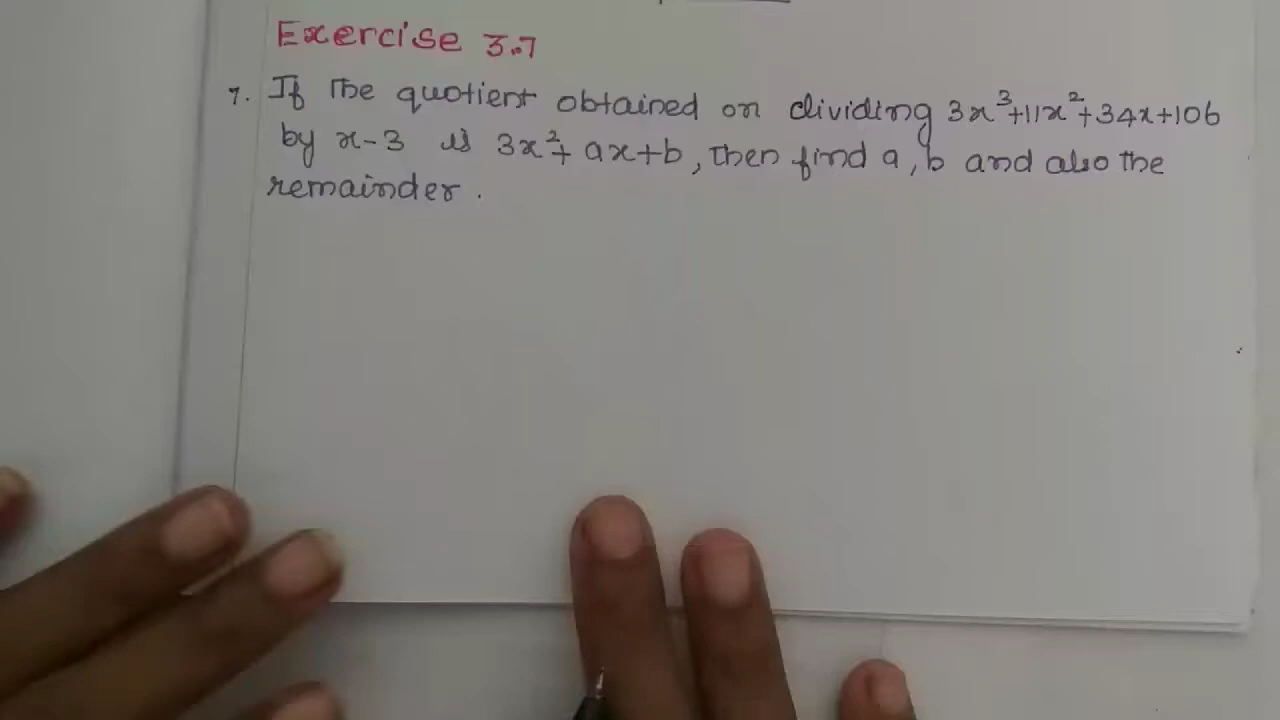 Exercise 3.7
7. If the quotient obtained on dividing 3x³+11x²+34x+106
by x-3 is 3x²+ ax+b, then find a, b and also the
remainder.